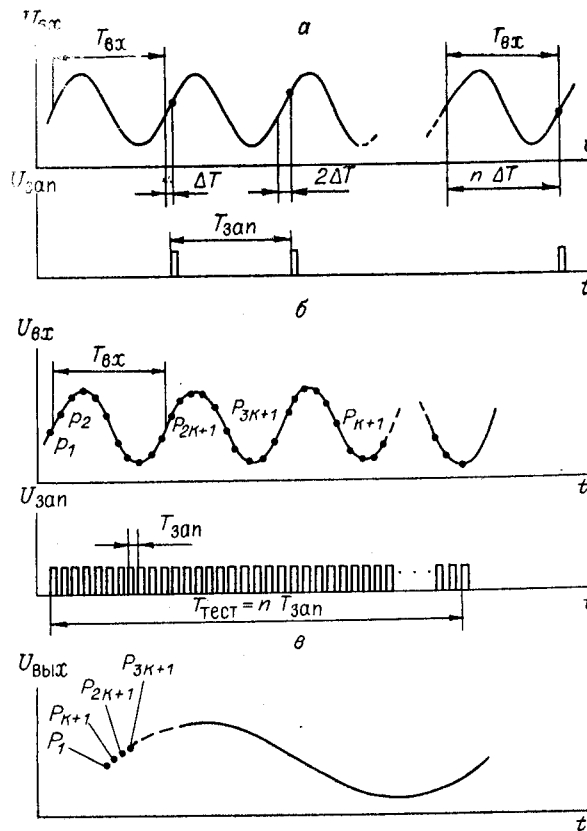 Uвх
а
Tвх
Tвх
t
ΔT
2ΔT
n ΔT
Uзап
Tзап
t
б
Uвх
Tвх
p1
p2
P2к+1
P3к+1
Pк+1
t
Uзап
Tзап
Tтест = n Tзап
t
в
Uвых
P3к+1
P2к+1
Pк+1
P1
t